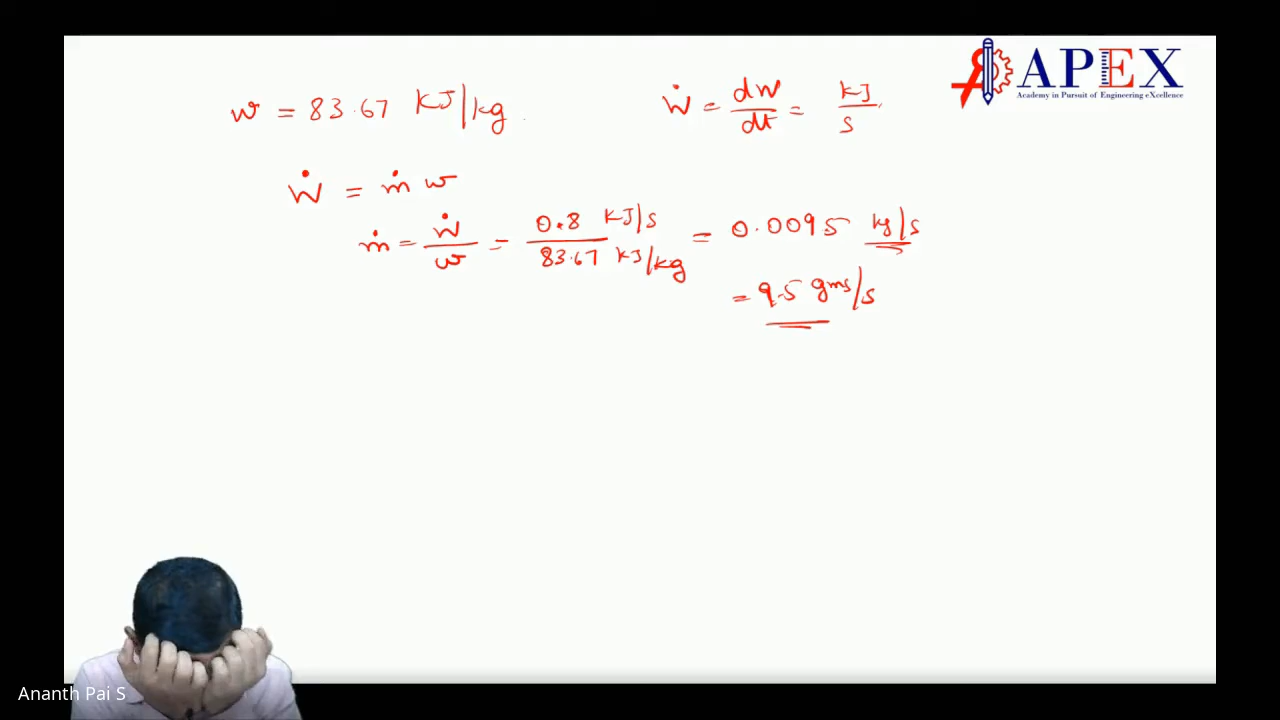 APEX
Academy in Pursuit of Engineering eXcellence
w = 83.67 KJ/kg
Ẇ = dW/dt = kJ/s
Ẇ = ṁ w
ṁ = Ẇ/w = 0.8 KJ/s / 83.67 KJ/kg = 0.0095 kg/s
= 9.5 gms/s
Ananth Pai S